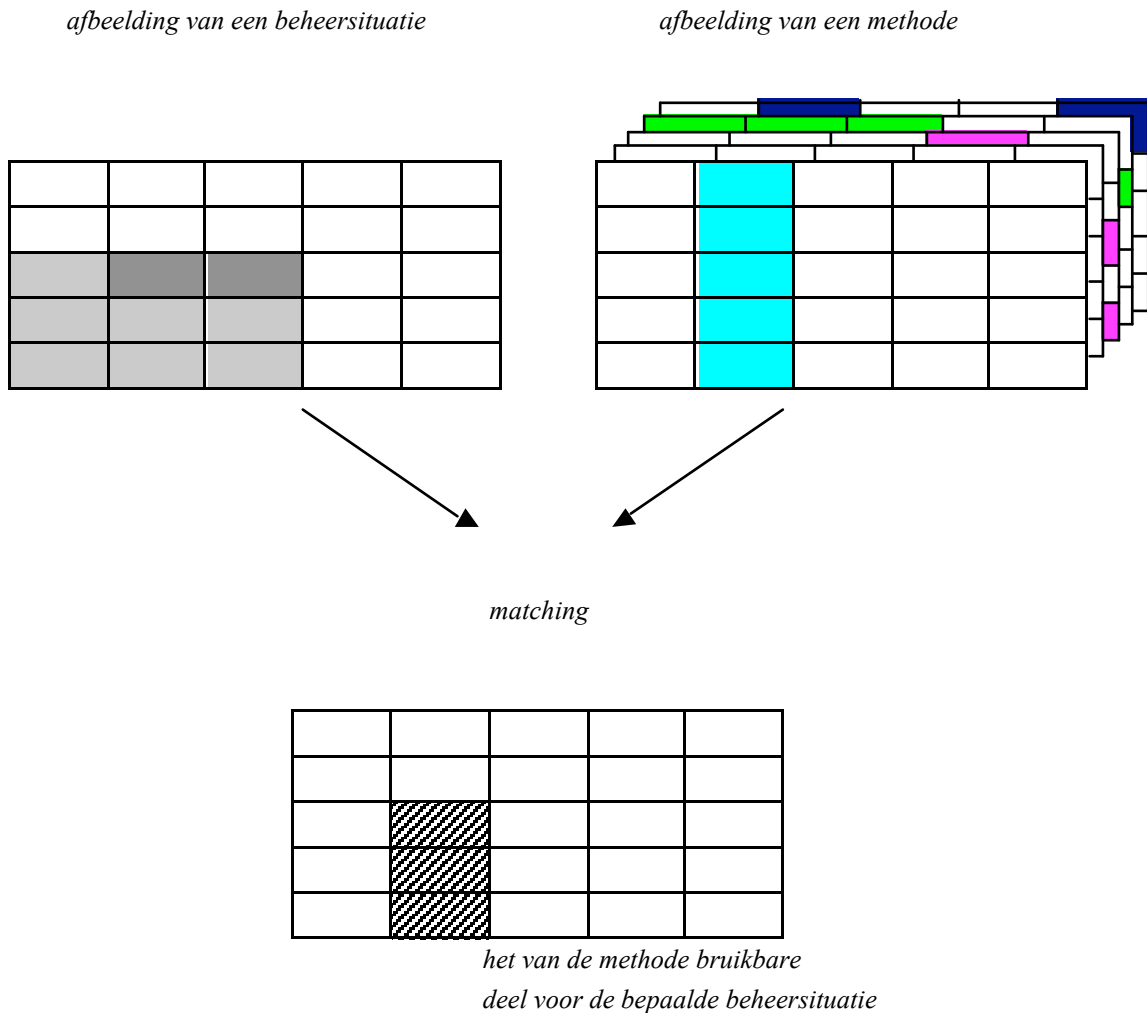 afbeelding van een beheersituatie
afbeelding van een methode
matching
het van de methode bruikbare
deel voor de bepaalde beheersituatie